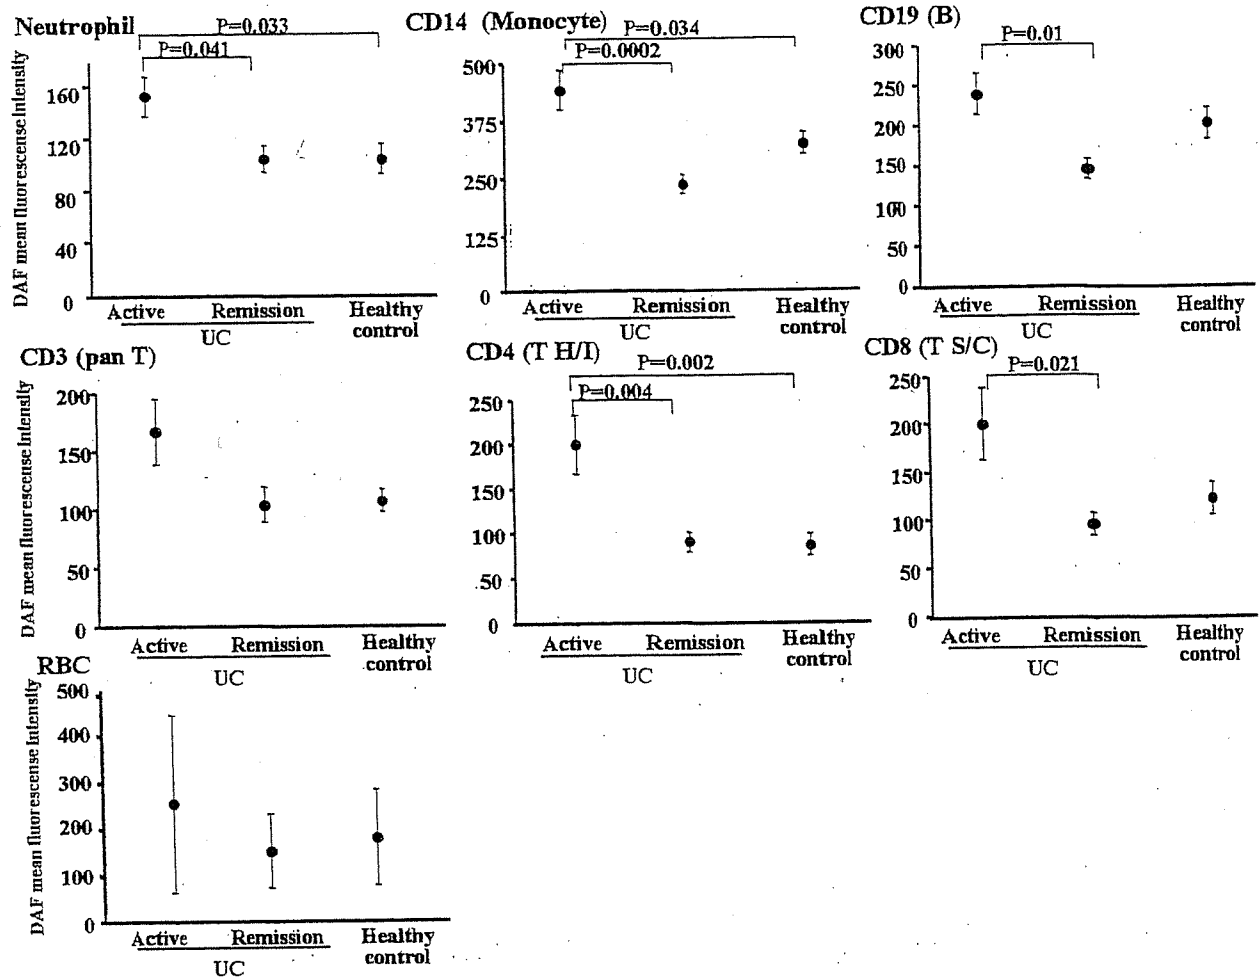 Neutrophil
P=0.033
P=0.041
DAF mean fluorescense Intensity
160
120
80
40
0
Active Remission Healthy
control
UC
CD14 (Monocyte)
P=0.034
P=0.0002
500
375
250
125
0
Active Remission Healthy
control
UC
CD19 (B)
P=0.01
300
250
200
150
100
50
0
Active Remission Healthy
control
UC
CD3 (pan T)
DAF mean fluorescense Intensity
200
150
100
50
0
Active Remission Healthy
control
UC
CD4 (T H/I)
P=0.002
P=0.004
250
200
150
100
50
0
Active Remission Healthy
control
UC
CD8 (T S/C)
P=0.021
250
200
150
100
50
0
Active Remission Healthy
control
UC
RBC
DAF mean fluorescense Intensity
500
400
300
200
100
0
Active Remission Healthy
control
UC